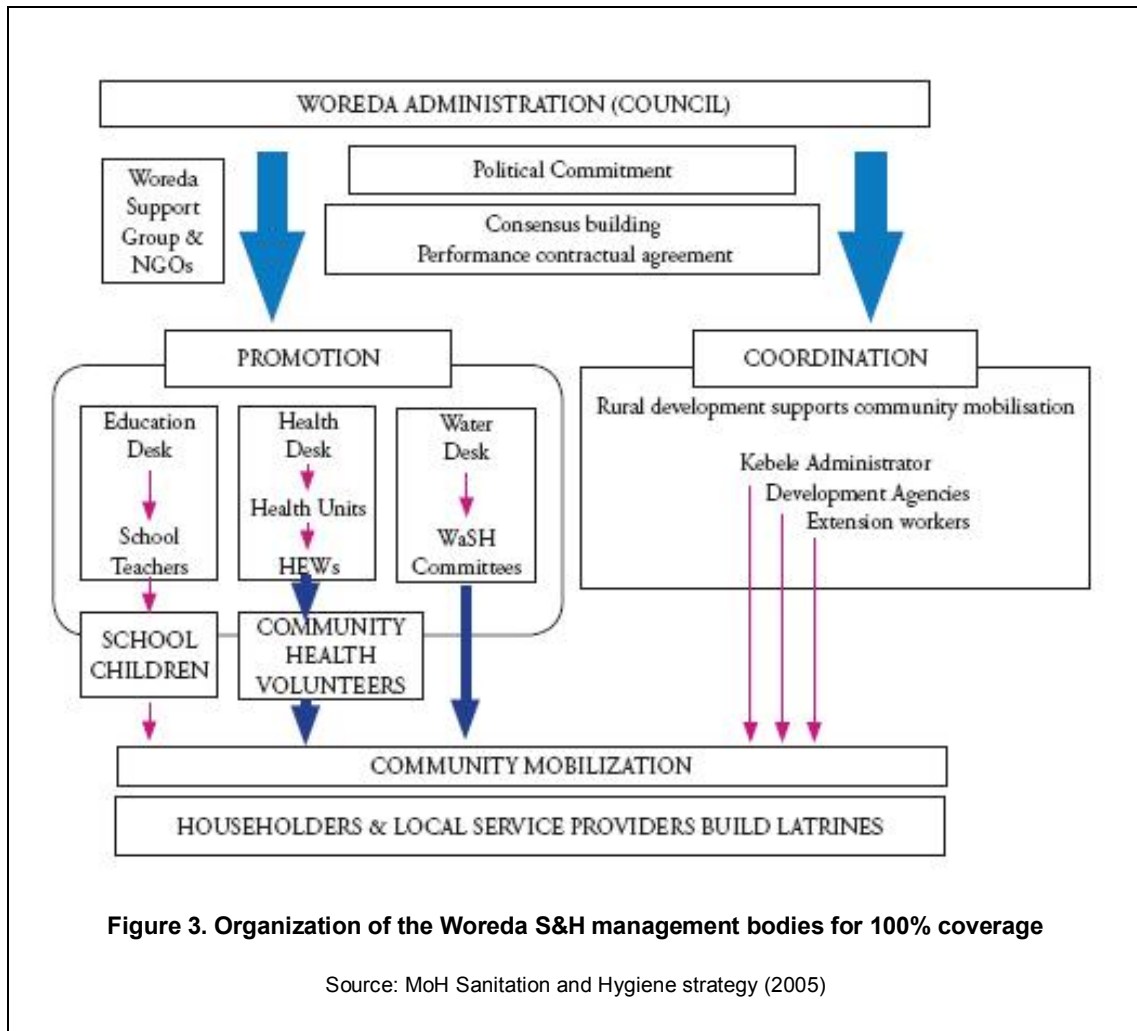 WOREDA ADMINISTRATION (COUNCIL)
Woreda
Support
Group &
NGOs
Political Commitment
Consensus building
Performance contractual agreement
PROMOTION
COORDINATION
Education
Desk
School
Teachers
Health
Desk
Health Units
HEWs
Water
Desk
WaSH
Committees
Rural development supports community mobilisation
Kebele Administrator
Development Agencies
Extension workers
SCHOOL
CHILDREN
COMMUNITY
HEALTH
VOLUNTEERS
COMMUNITY MOBILIZATION
HOUSEHOLDERS & LOCAL SERVICE PROVIDERS BUILD LATRINES
Figure 3. Organization of the Woreda S&H management bodies for 100% coverage
Source: MoH Sanitation and Hygiene strategy (2005)